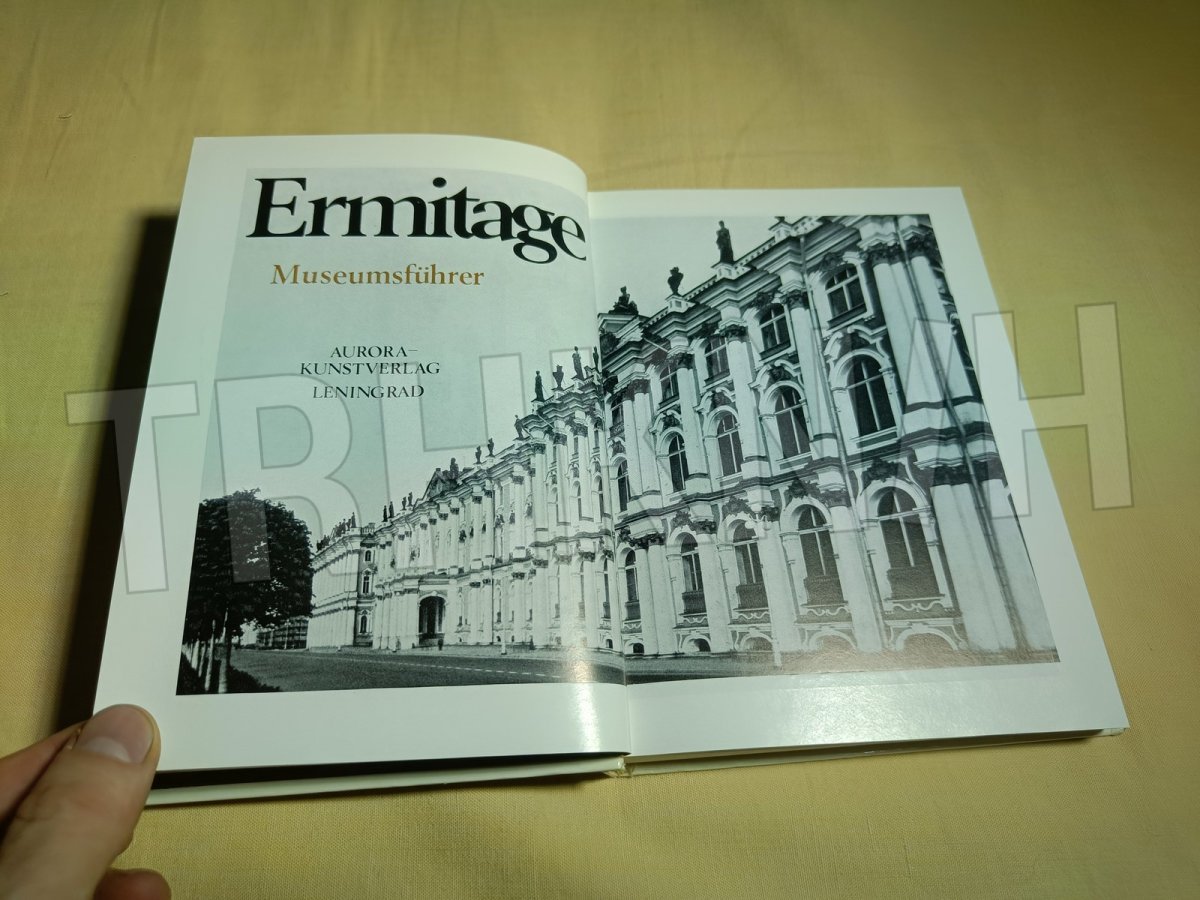 Ermitage
Museumsführer
AURORA–
KUNSTVERLAG
LENINGRAD